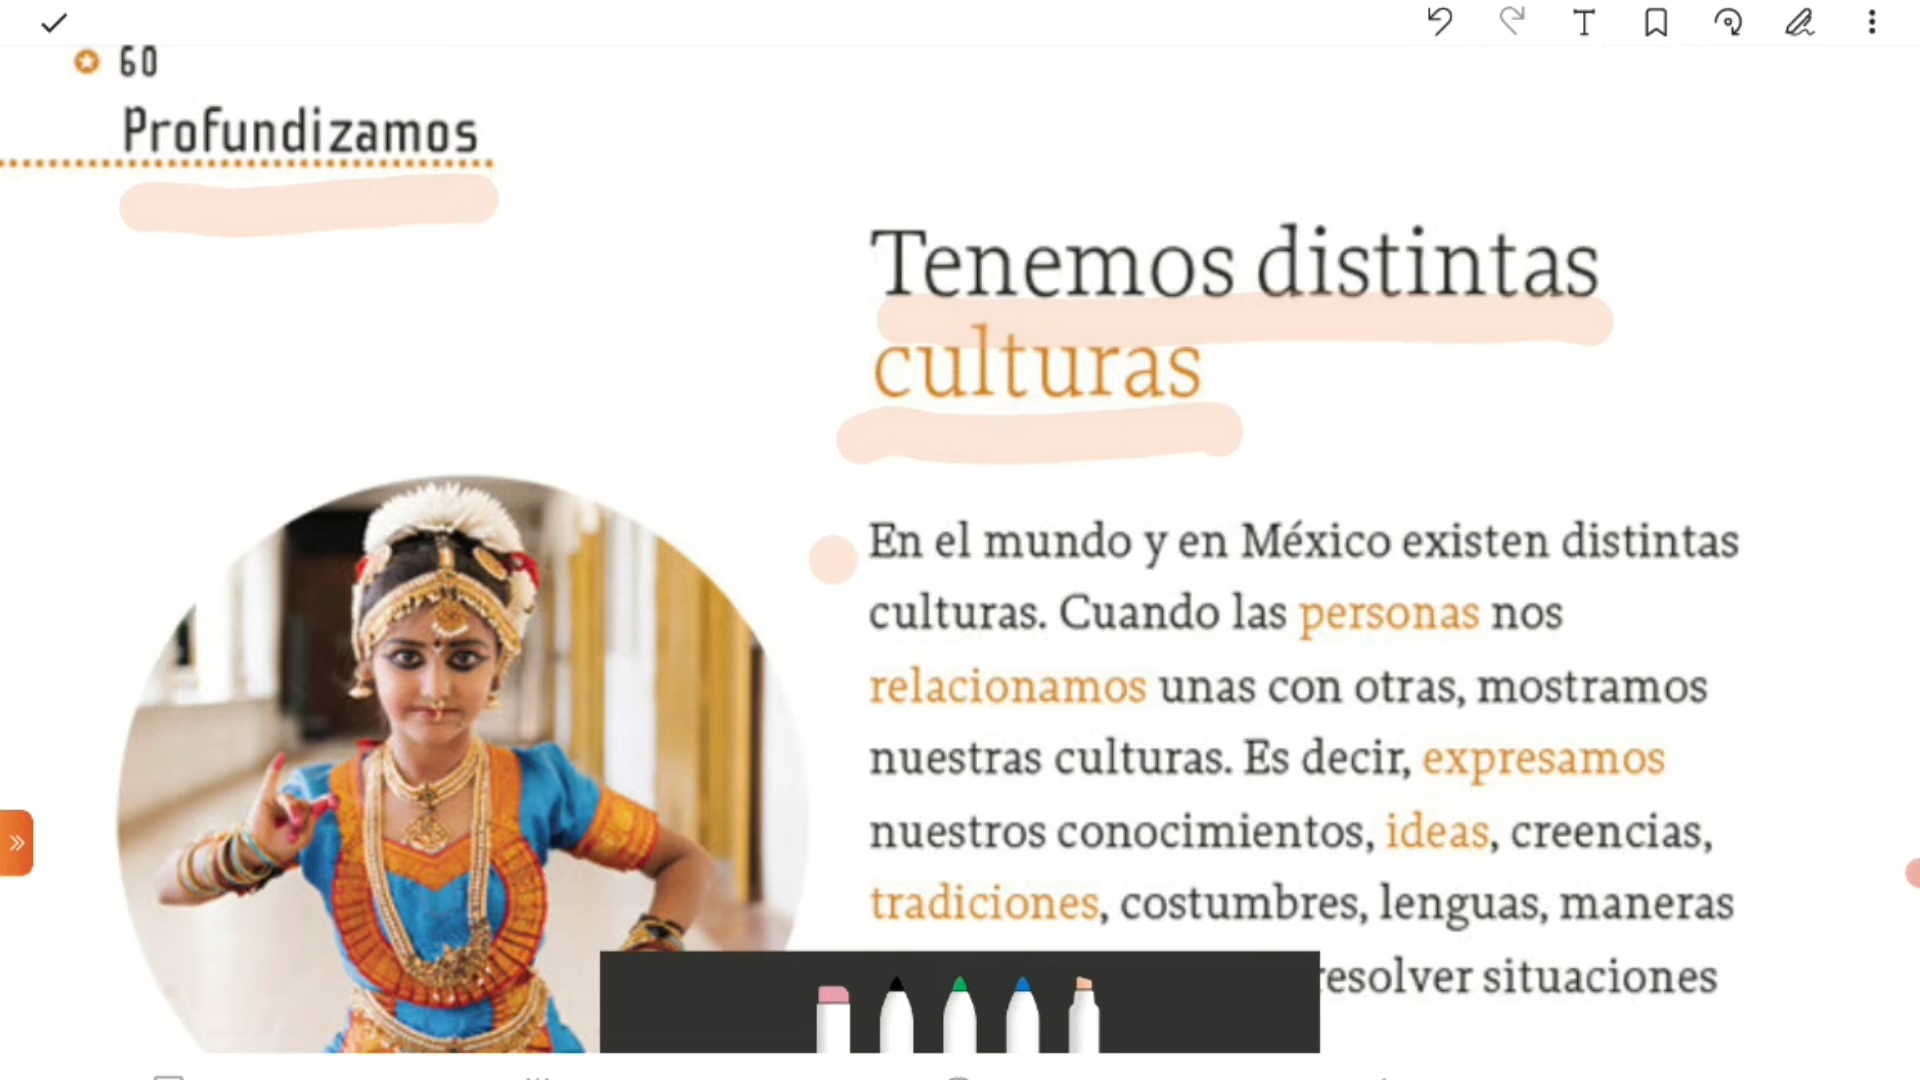 60
Profundizamos
Tenemos distintas
culturas
En el mundo y en México existen distintas
culturas. Cuando las personas nos
relacionamos unas con otras, mostramos
nuestras culturas. Es decir, expresamos
nuestros conocimientos, ideas, creencias,
tradiciones, costumbres, lenguas, maneras
resolver situaciones